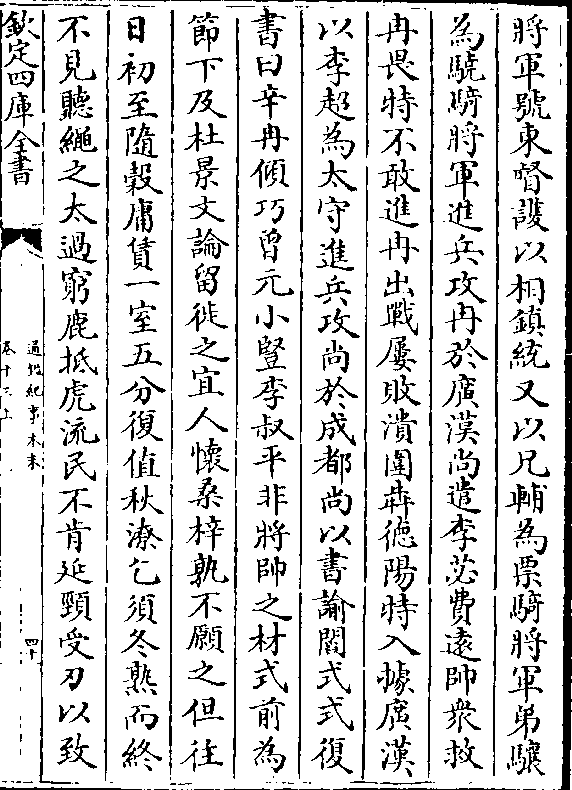 將軍號東督護以相鎮統又以兄輔為票騎將軍弟驤
為驍騎將軍進兵攻冉於廣漢尚遣李苾費遠帥衆救
冉畏特不敢進冉出戰屢敗潰圍犇徳陽特入據廣漢
以李超為太守進兵攻尚於成都尚以書諭閻式式復
書曰辛冉傾巧曾元小豎李叔平非將帥之材式前為
節下及杜景文論留徙之宜人懷桑梓孰不願之但往
日初至隨糓庸賃一室五分復值秋潦乞須冬熟而終
不見聽繩之太過窮鹿抵虎流民不肯延頸受刀以致
欽定四庫全書
通鑑紀事本末
卷十三上
四十